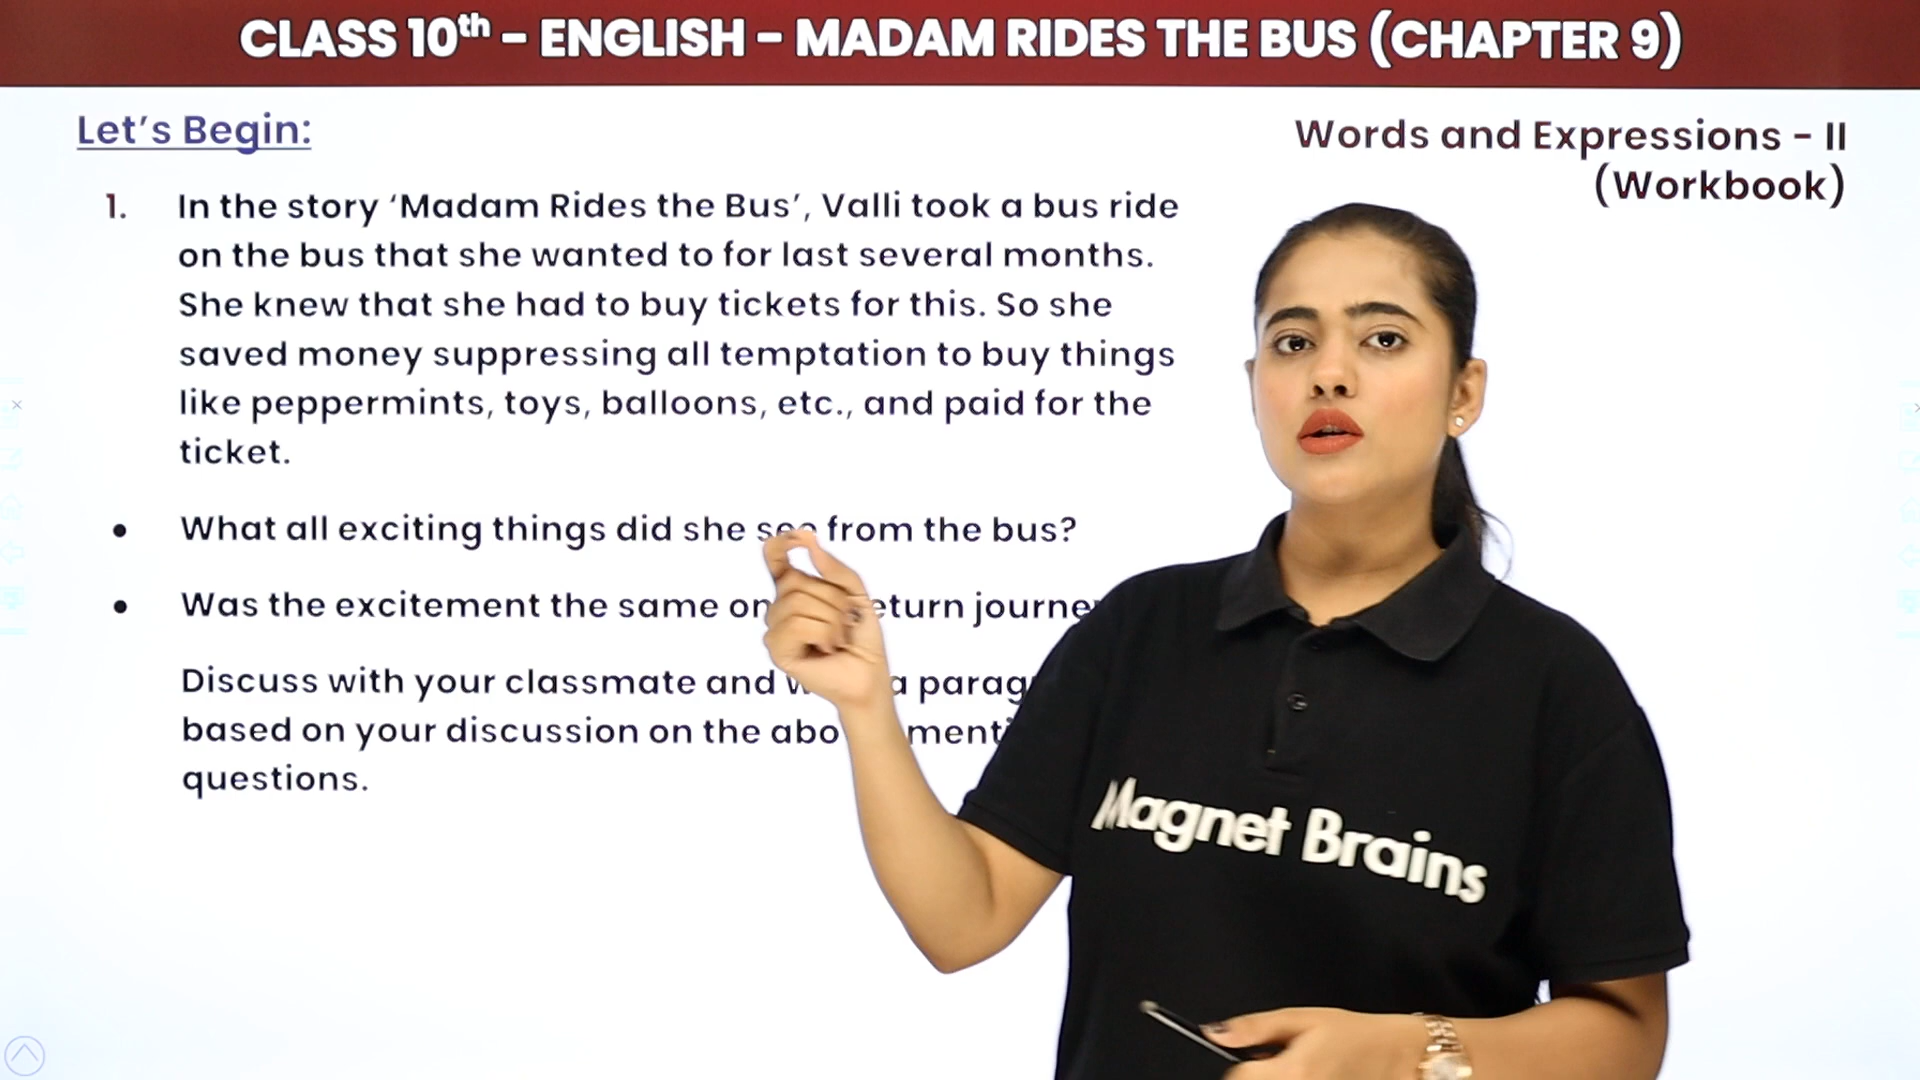 CLASS 10th - ENGLISH - MADAM RIDES THE BUS (CHAPTER 9)
Let's Begin:
Words and Expressions - II
(Workbook)
1. In the story 'Madam Rides the Bus', Valli took a bus ride
on the bus that she wanted to for last several months.
She knew that she had to buy tickets for this. So she
saved money suppressing all temptation to buy things
like peppermints, toys, balloons, etc., and paid for the
ticket.
• What all exciting things did she see from the bus?
• Was the excitement the same on
Discuss with your classmate and a
based on your discussion on the
questions.
Magnet Brains